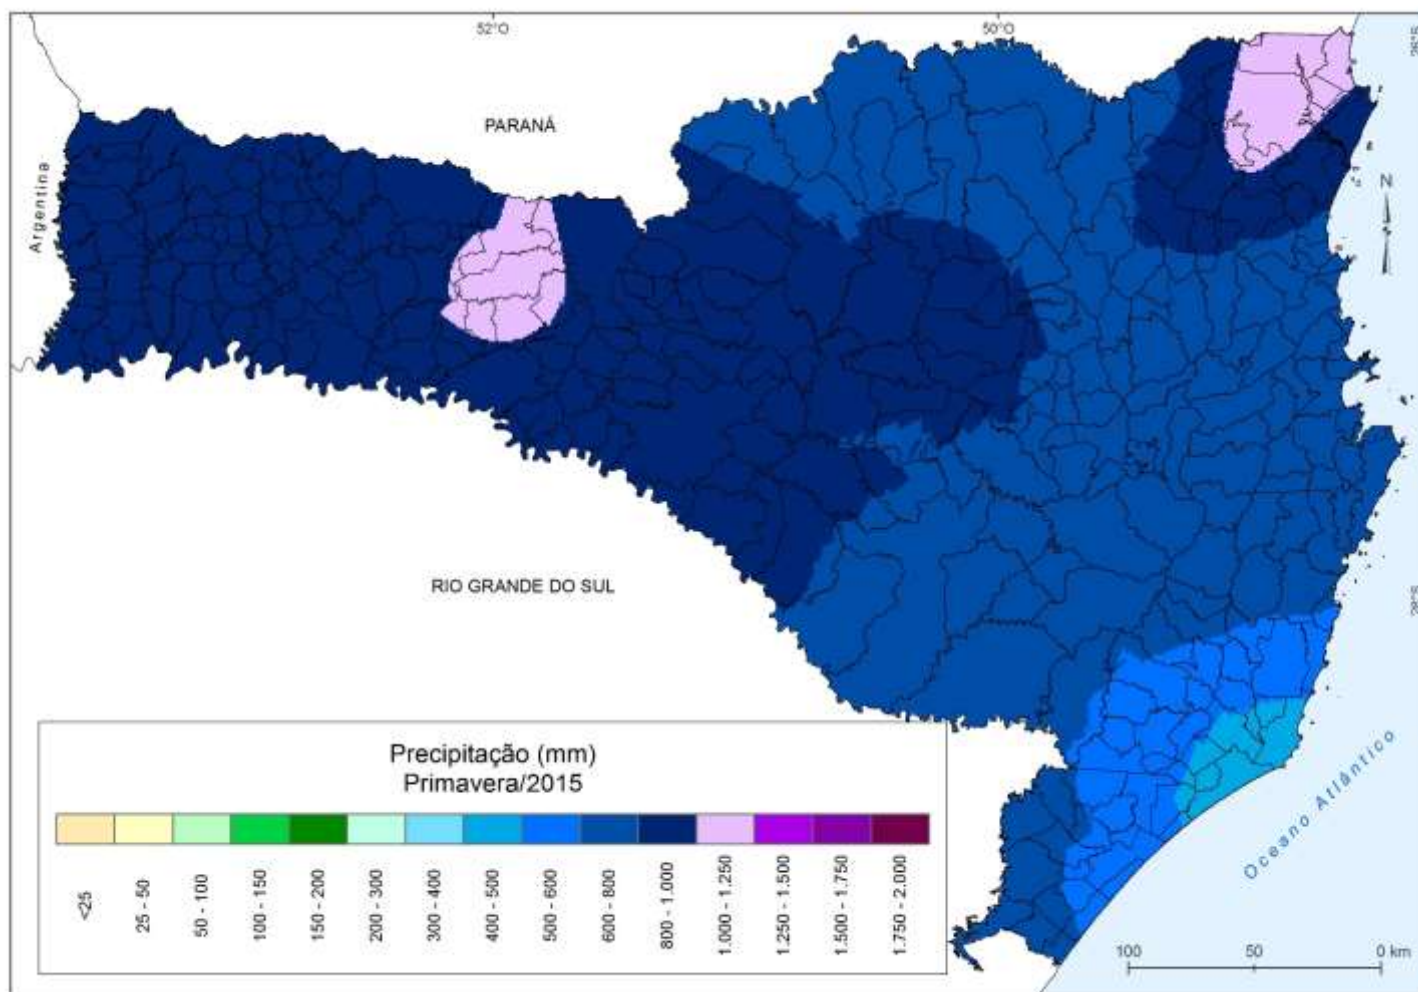 52°O
50°O
26°S
PARANÁ
Argentina
N
RIO GRANDE DO SUL
28°S
Precipitação (mm)
Primavera/2015
<25
25 - 50
50 - 100
100 - 150
150 - 200
200 - 300
300 - 400
400 - 500
500 - 600
600 - 800
800 - 1.000
1.000 - 1.250
1.250 - 1.500
1.500 - 1.750
1.750 - 2.000
Oceano Atlântico
100 50 0 km